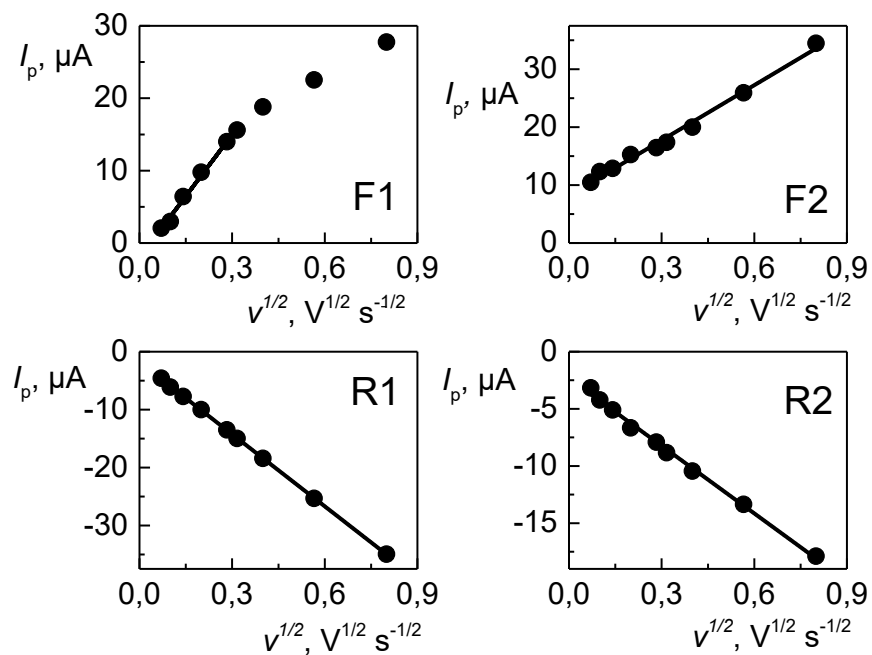 30
20
10
0
I_p, µA
F1
0,0 0,3 0,6 0,9
v^{1/2}, V^{1/2} s^{-1/2}
30
20
10
0
I_p, µA
F2
0,0 0,3 0,6 0,9
v^{1/2}, V^{1/2} s^{-1/2}
0
-10
-20
-30
I_p, µA
R1
0,0 0,3 0,6 0,9
v^{1/2}, V^{1/2} s^{-1/2}
0
-5
-10
-15
I_p, µA
R2
0,0 0,3 0,6 0,9
v^{1/2}, V^{1/2} s^{-1/2}